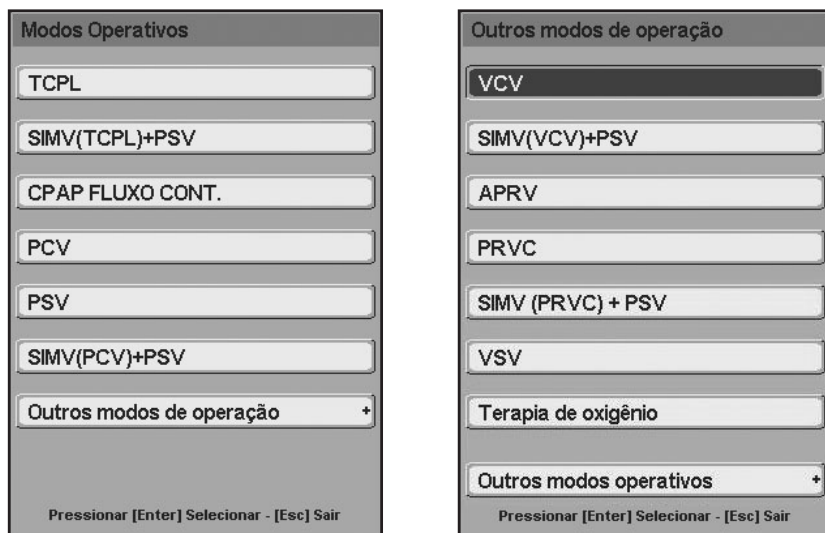 Modos Operativos
TCPL
SIMV(TCPL)+PSV
CPAP FLUXO CONT.
PCV
PSV
SIMV(PCV)+PSV
Outros modos de operação +
Pressionar [Enter] Selecionar - [Esc] Sair
Outros modos de operação
VCV
SIMV(VCV)+PSV
APRV
PRVC
SIMV (PRVC) + PSV
VSV
Terapia de oxigênio
Outros modos operativos +
Pressionar [Enter] Selecionar - [Esc] Sair